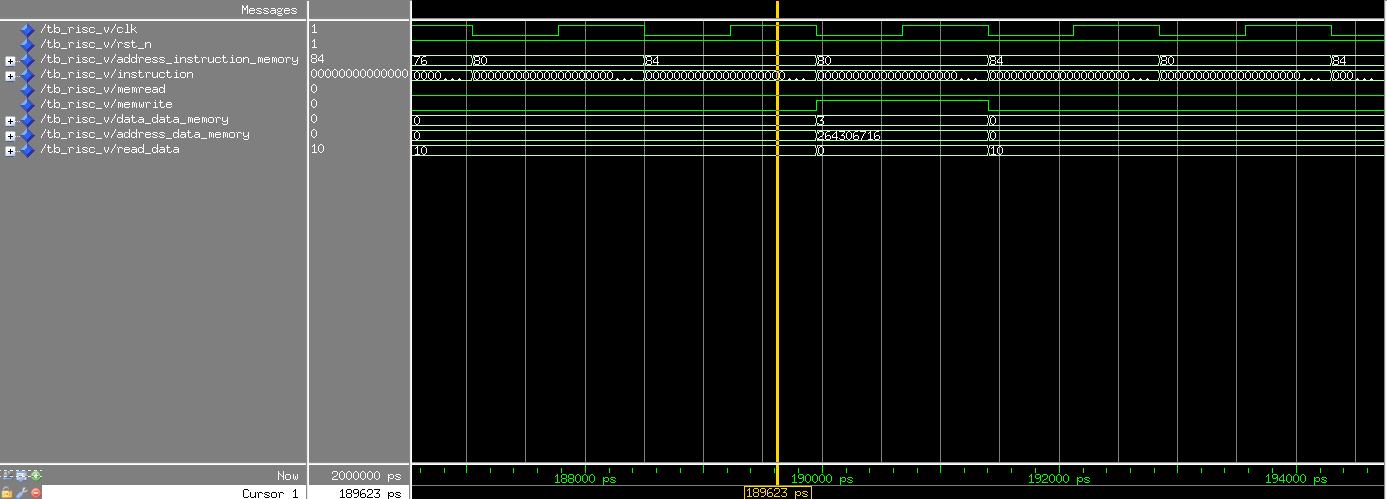 Messages
/tb_risc_v/clk 1
/tb_risc_v/rst_n 1
/tb_risc_v/address_instruction_memory 84 76 80 84 80 84 80 84
/tb_risc_v/instruction 00000000000000 0000... 00000000000000000000... 00000000000000000000... 00000000000000000000... 00000000000000000000... 00000000000000000000... 000...
/tb_risc_v/memread 0
/tb_risc_v/memwrite 0
/tb_risc_v/data_data_memory 0 0 3 0
/tb_risc_v/address_data_memory 0 0 264306716 0
/tb_risc_v/read_data 10 10 0 10
Now 2000000 ps 188000 ps 190000 ps 192000 ps 194000 ps
Cursor 1 189623 ps 189623 ps